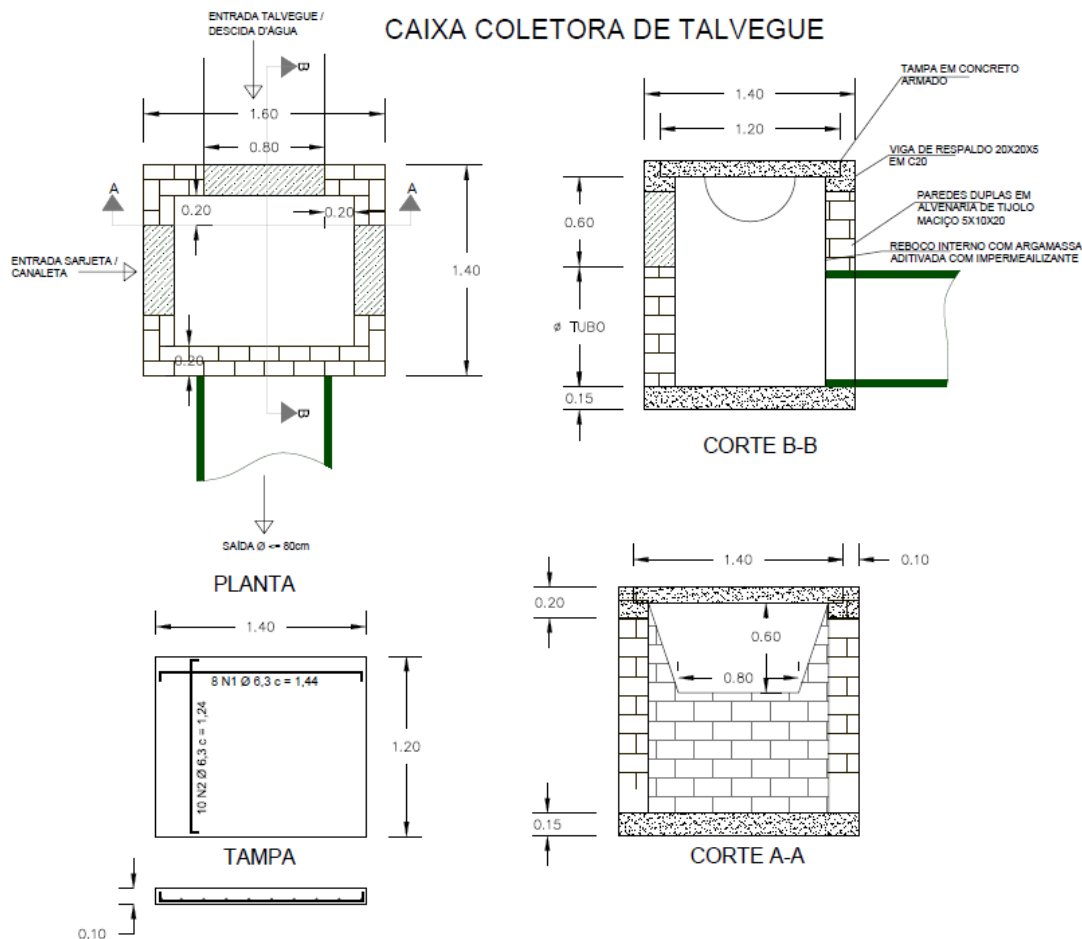 CAIXA COLETORA DE TALVEGUE
ENTRADA TALVEGUE /
DESCIDA D'ÁGUA
B
1.60
0.80
A
A
0.20
0.20
1.40
ENTRADA SARJETA /
CANALETA
0.20
B
SAÍDA Ø <= 80cm
PLANTA
1.40
1.20
TAMPA EM CONCRETO
ARMADO
VIGA DE RESPALDO 20X20X5
EM C20
PAREDES DUPLAS EM
ALVENARIA DE TIJOLO
MACIÇO 5X10X20
REBOCO INTERNO COM ARGAMASSA
ADITIVADA COM IMPERMEAILIZANTE
0.60
ø TUBO
0.15
CORTE B-B
1.40
8 N1 Ø 6,3 c = 1,44
10 N2 Ø 6,3 c = 1,24
1.20
TAMPA
0.10
1.40
0.10
0.20
0.60
0.80
0.15
CORTE A-A